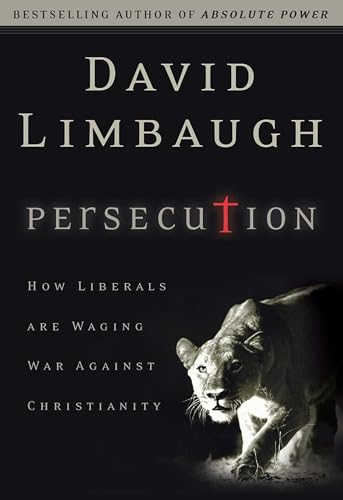 BESTSELLING AUTHOR OF ABSOLUTE POWER
DAVID
LIMBAUGH
PERSECUTION
HOW LIBERALS
ARE WAGING
WAR AGAINST
CHRISTIANITY